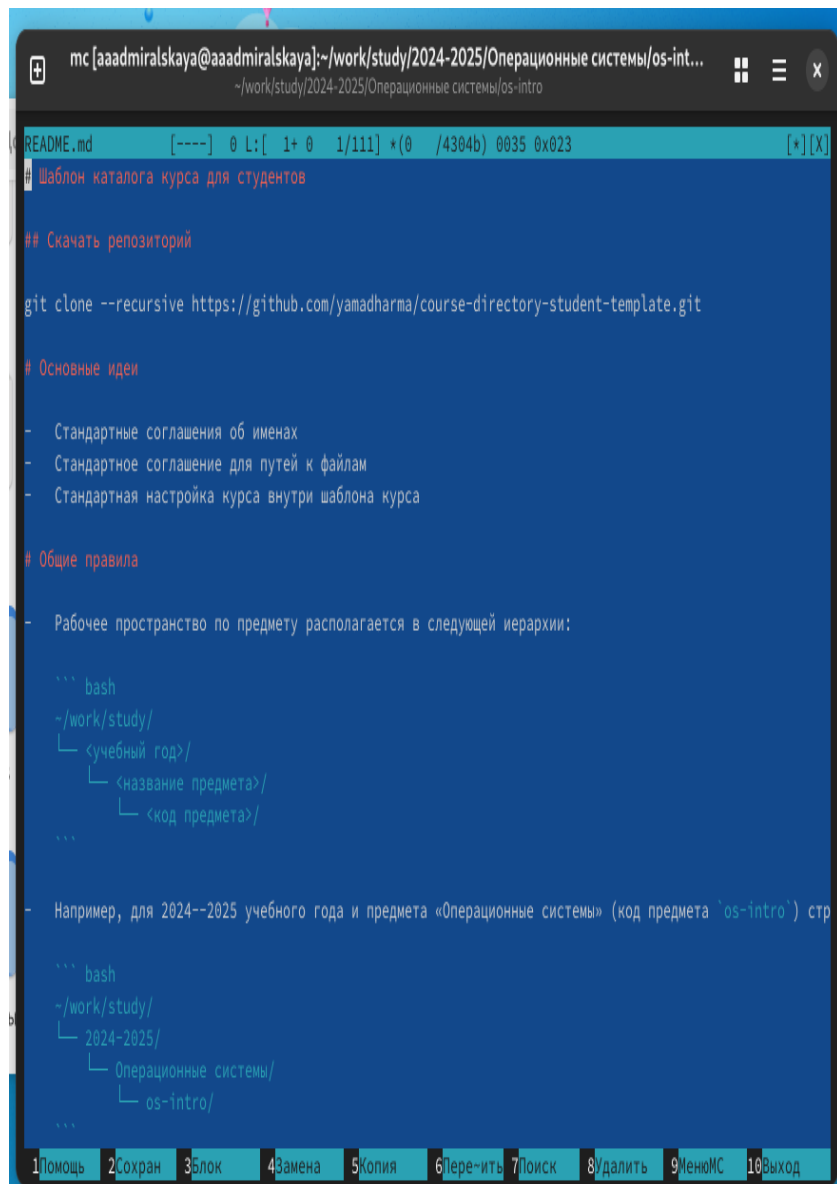 mc [aaadmiralskaya@aaadmiralskaya]:~/work/study/2024-2025/Операционные системы/os-int...
~/work/study/2024-2025/Операционные системы/os-intro
README.md [----] 0 L:[ 1+ 0 1/111] *(0 /4304b) 0035 0x023 [*][X]
# Шаблон каталога курса для студентов
## Скачать репозиторий
git clone --recursive https://github.com/yamadharma/course-directory-student-template.git
# Основные идеи
- Стандартные соглашения об именах
- Стандартное соглашение для путей к файлам
- Стандартная настройка курса внутри шаблона курса
# Общие правила
- Рабочее пространство по предмету располагается в следующей иерархии:
``` bash
~/work/study/
└── <учебный год>/
└── <название предмета>/
└── <код предмета>/
```
- Например, для 2024--2025 учебного года и предмета «Операционные системы» (код предмета `os-intro`) стр
``` bash
~/work/study/
└── 2024-2025/
└── Операционные системы/
└── os-intro/
```
1Помощь 2Сохран 3Блок 4Замена 5Копия 6Пере~ить 7Поиск 8Удалить 9МенюMC 10Выход